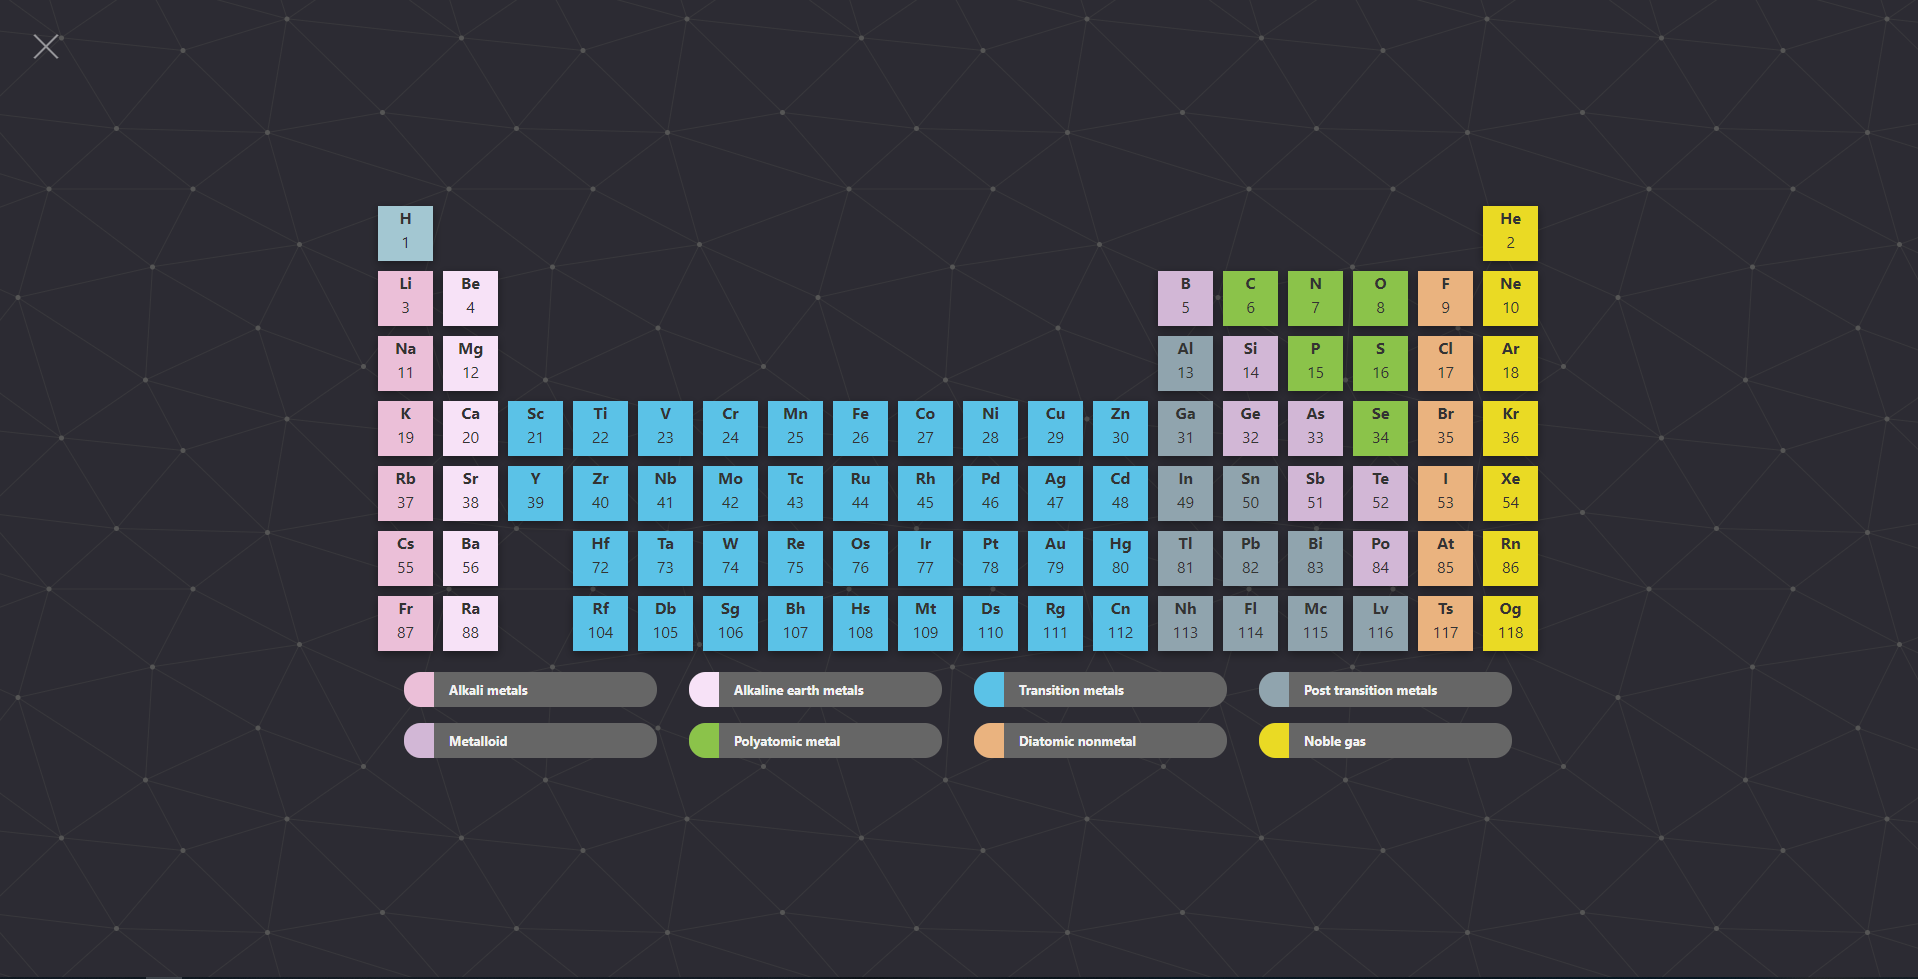 H He
1 2
Li Be B C N O F Ne
3 4 5 6 7 8 9 10
Na Mg Al Si P S Cl Ar
11 12 13 14 15 16 17 18
K Ca Sc Ti V Cr Mn Fe Co Ni Cu Zn Ga Ge As Se Br Kr
19 20 21 22 23 24 25 26 27 28 29 30 31 32 33 34 35 36
Rb Sr Y Zr Nb Mo Tc Ru Rh Pd Ag Cd In Sn Sb Te I Xe
37 38 39 40 41 42 43 44 45 46 47 48 49 50 51 52 53 54
Cs Ba Hf Ta W Re Os Ir Pt Au Hg Tl Pb Bi Po At Rn
55 56 72 73 74 75 76 77 78 79 80 81 82 83 84 85 86
Fr Ra Rf Db Sg Bh Hs Mt Ds Rg Cn Nh Fl Mc Lv Ts Og
87 88 104 105 106 107 108 109 110 111 112 113 114 115 116 117 118
Alkali metals Alkaline earth metals Transition metals Post transition metals
Metalloid Polyatomic metal Diatomic nonmetal Noble gas